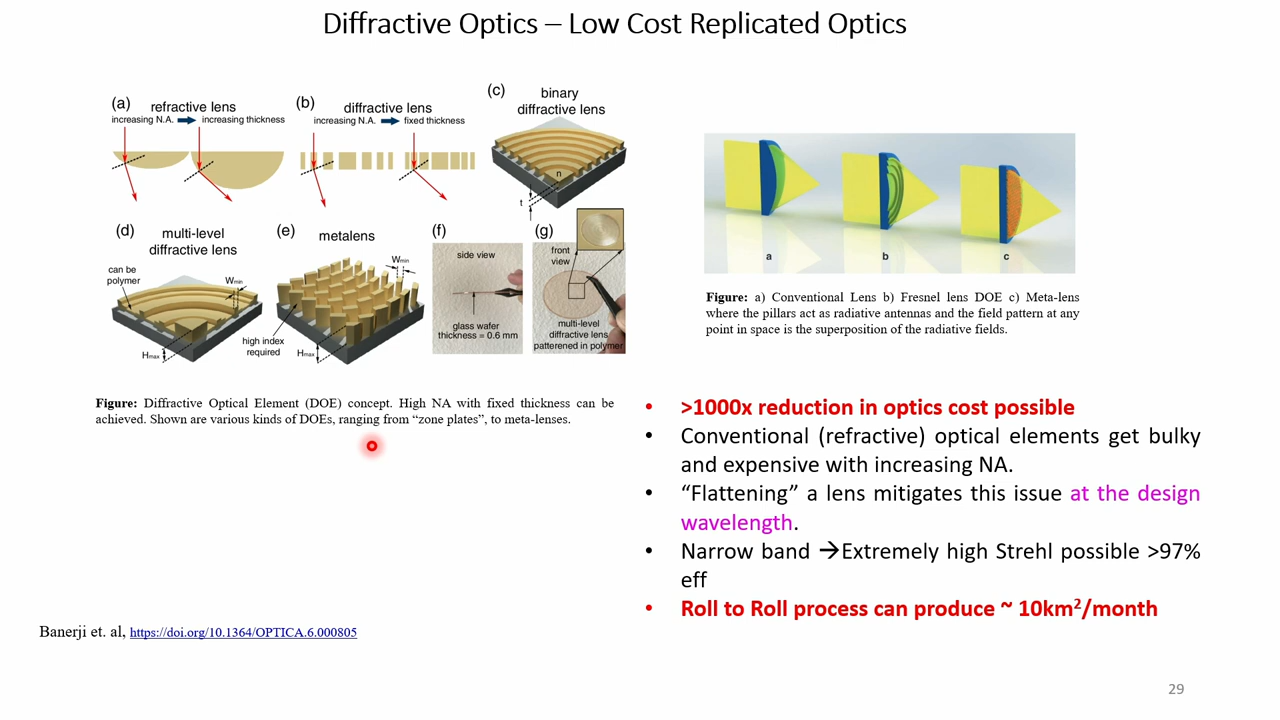 Diffractive Optics – Low Cost Replicated Optics
(a) refractive lens
increasing N.A. increasing thickness
(b) diffractive lens
increasing N.A. fixed thickness
(c) binary
diffractive lens
n
t
(d) multi-level
diffractive lens
can be
polymer
Wmin
Hmax
(e) metalens
Wmin
high index
required
Hmax
(f)
side view
glass wafer
thickness = 0.6 mm
(g)
front
view
multi-level
diffractive lens
patterened in polymer
Figure: Diffractive Optical Element (DOE) concept. High NA with fixed thickness can be
achieved. Shown are various kinds of DOEs, ranging from “zone plates”, to meta-lenses.
a b c
Figure: a) Conventional Lens b) Fresnel lens DOE c) Meta-lens
where the pillars act as radiative antennas and the field pattern at any
point in space is the superposition of the radiative fields.
• >1000x reduction in optics cost possible
• Conventional (refractive) optical elements get bulky
and expensive with increasing NA.
• “Flattening” a lens mitigates this issue at the design
wavelength.
• Narrow band →Extremely high Strehl possible >97%
eff
• Roll to Roll process can produce ~ 10km²/month
Banerji et. al, https://doi.org/10.1364/OPTICA.6.000805
29